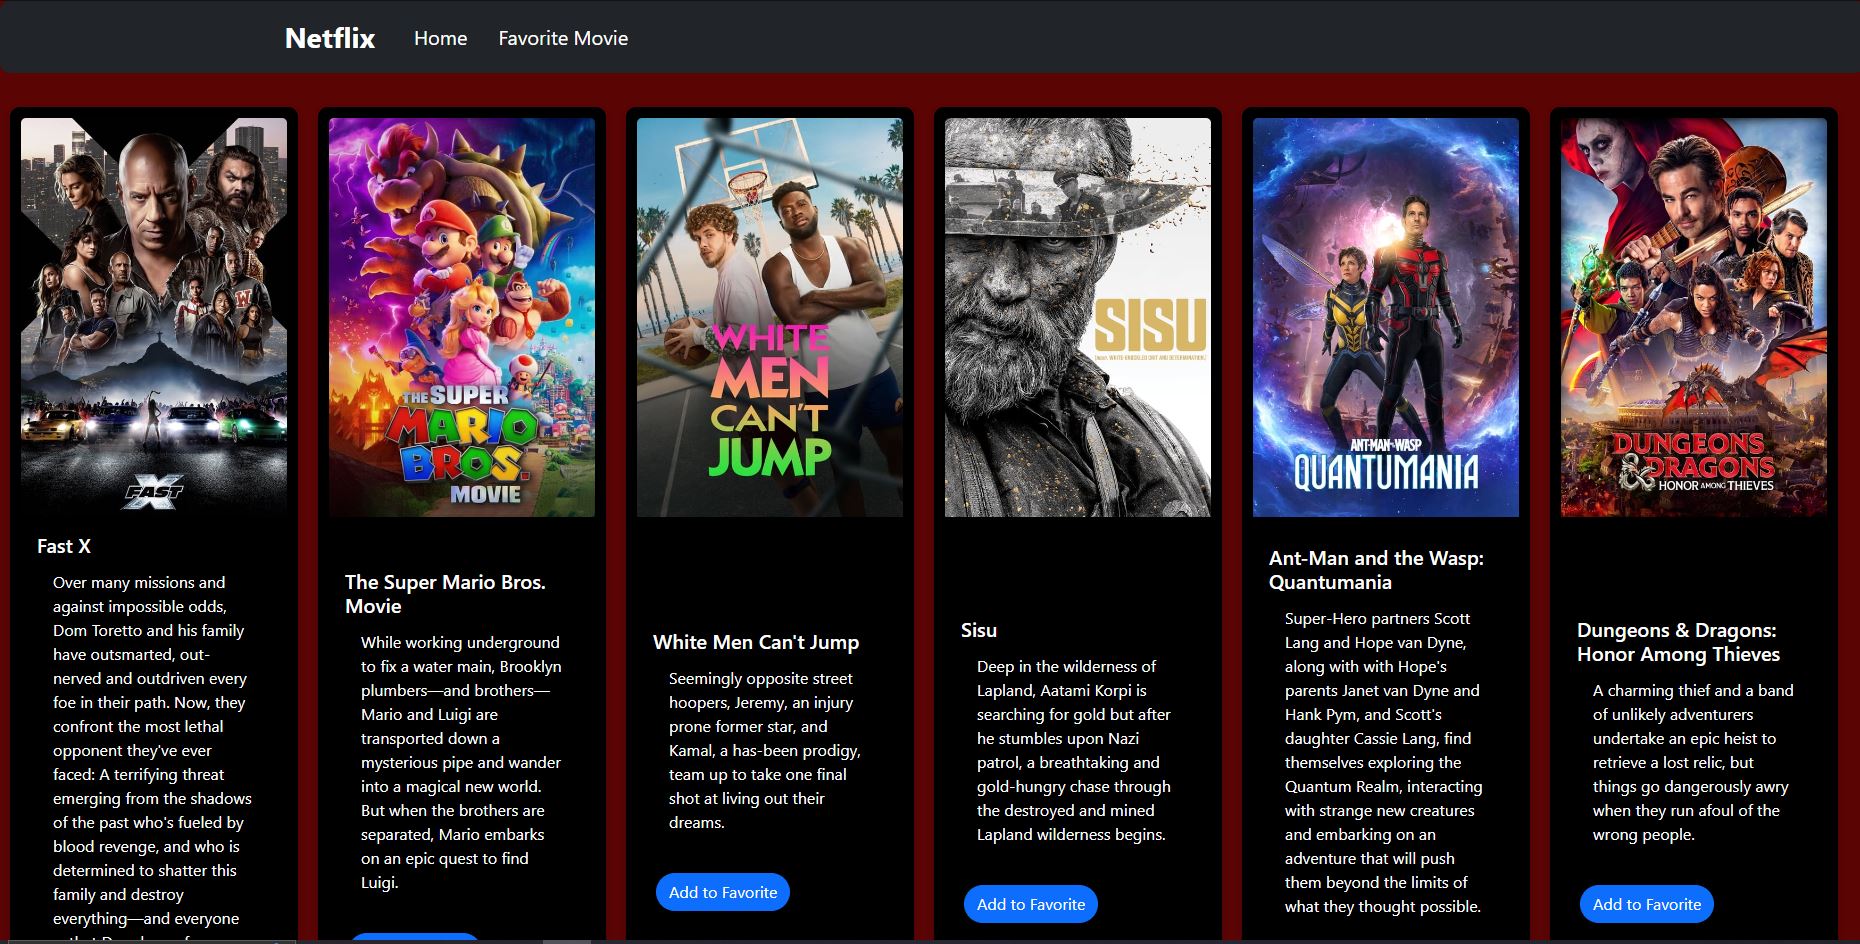 Netflix Home Favorite Movie
FAST X
THE SUPER
MARIO
BROS.
MOVIE
WHITE
MEN
CAN'T
JUMP
SISU
ANT-MAN AND THE WASP
QUANTUMANIA
DUNGEONS
& DRAGONS
HONOR AMONG THIEVES
Fast X
Over many missions and
against impossible odds,
Dom Toretto and his family
have outsmarted, out-
nerved and outdriven every
foe in their path. Now, they
confront the most lethal
opponent they've ever
faced: A terrifying threat
emerging from the shadows
of the past who's fueled by
blood revenge, and who is
determined to shatter this
family and destroy
everything—and everyone
The Super Mario Bros.
Movie
While working underground
to fix a water main, Brooklyn
plumbers—and brothers—
Mario and Luigi are
transported down a
mysterious pipe and wander
into a magical new world.
But when the brothers are
separated, Mario embarks
on an epic quest to find
Luigi.
White Men Can't Jump
Seemingly opposite street
hoopers, Jeremy, an injury
prone former star, and
Kamal, a has-been prodigy,
team up to take one final
shot at living out their
dreams.
Add to Favorite
Sisu
Deep in the wilderness of
Lapland, Aatami Korpi is
searching for gold but after
he stumbles upon Nazi
patrol, a breathtaking and
gold-hungry chase through
the destroyed and mined
Lapland wilderness begins.
Add to Favorite
Ant-Man and the Wasp:
Quantumania
Super-Hero partners Scott
Lang and Hope van Dyne,
along with with Hope's
parents Janet van Dyne and
Hank Pym, and Scott's
daughter Cassie Lang, find
themselves exploring the
Quantum Realm, interacting
with strange new creatures
and embarking on an
adventure that will push
them beyond the limits of
what they thought possible.
Dungeons & Dragons:
Honor Among Thieves
A charming thief and a band
of unlikely adventurers
undertake an epic heist to
retrieve a lost relic, but
things go dangerously awry
when they run afoul of the
wrong people.
Add to Favorite